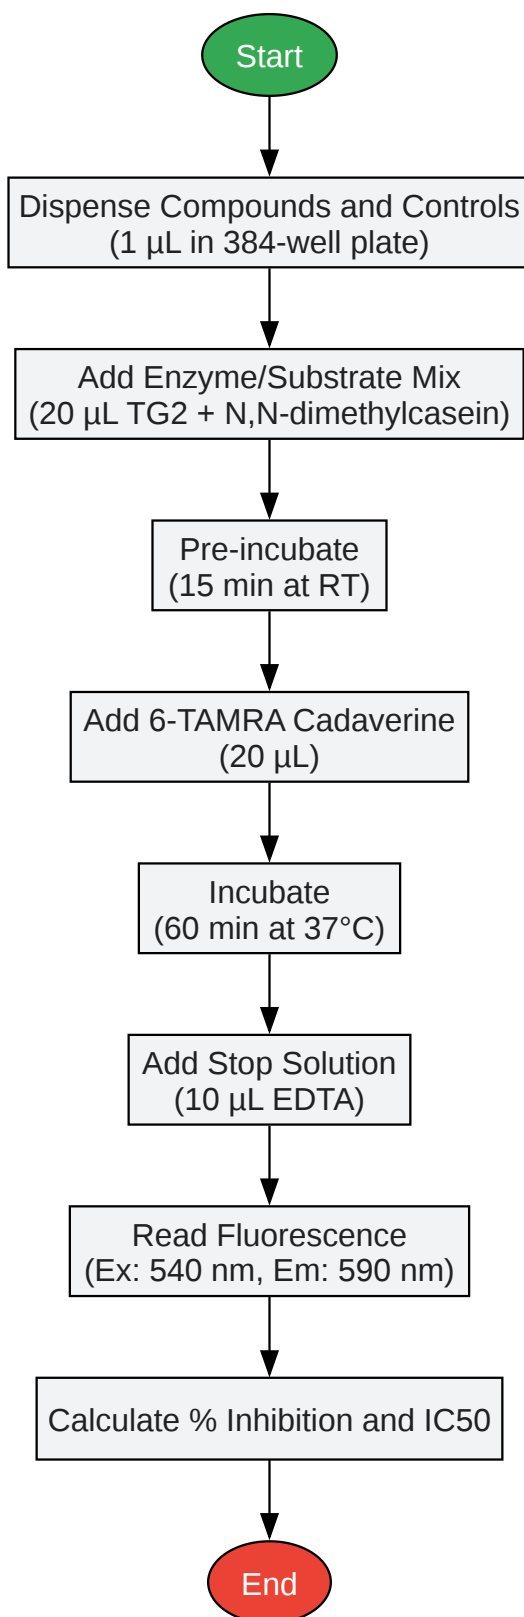 Start
Dispense Compounds and Controls
(1 µL in 384-well plate)
Add Enzyme/Substrate Mix
(20 µL TG2 + N,N-dimethylcasein)
Pre-incubate
(15 min at RT)
Add 6-TAMRA Cadaverine
(20 µL)
Incubate
(60 min at 37°C)
Add Stop Solution
(10 µL EDTA)
Read Fluorescence
(Ex: 540 nm, Em: 590 nm)
Calculate % Inhibition and IC50
End